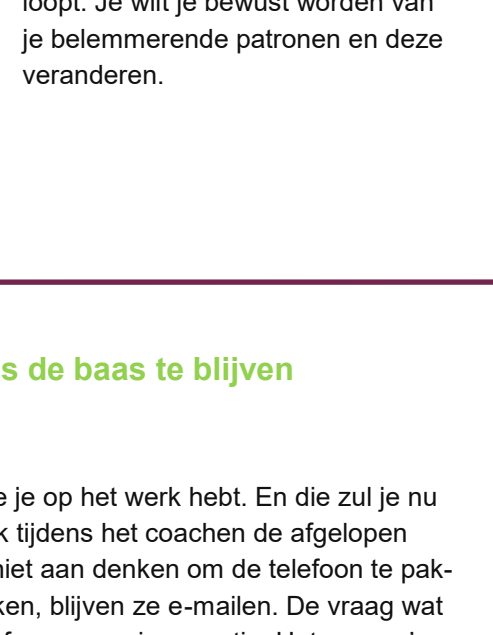 loopt. Je wilt je bewust worden van
je belemmerende patronen en deze
veranderen.
s de baas te blijven
e je op het werk hebt. En die zul je nu
k tijdens het coachen de afgelopen
niet aan denken om de telefoon te pak-
ken, blijven ze e-mailen. De vraag wat